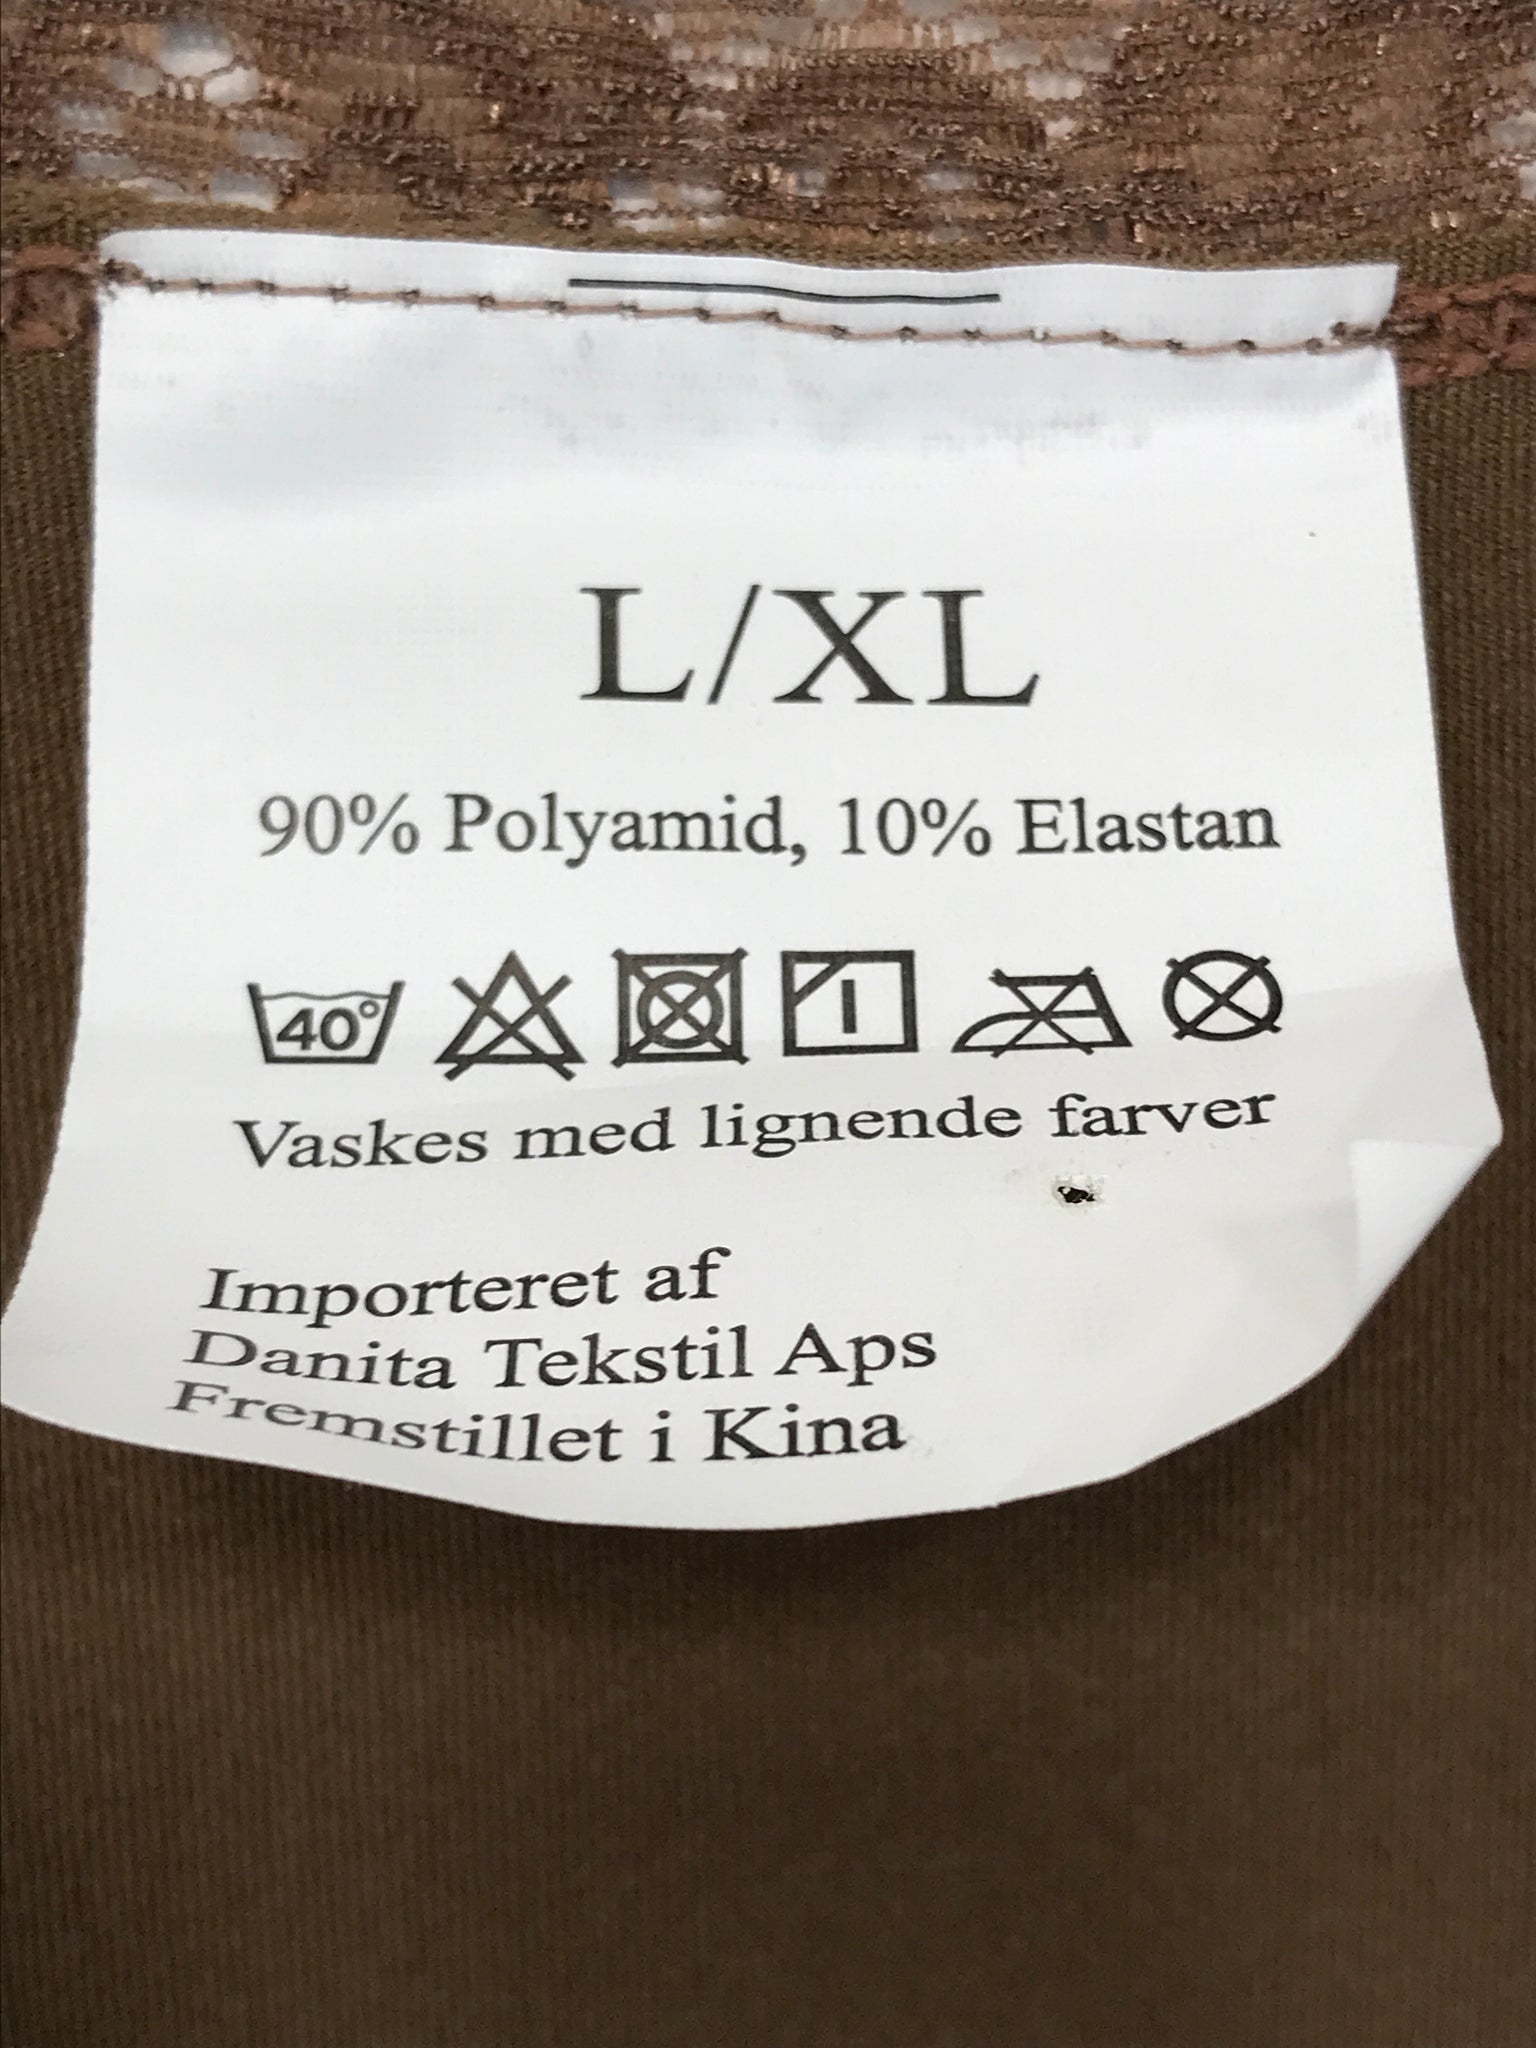 L/XL
90% Polyamid, 10% Elastan
40°
Vaskes med lignende farver
Importeret af
Danita Tekstil Aps
Fremstillet i Kina